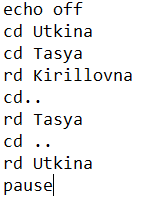 echo off
cd Utkina
cd Tasya
rd Kirillovna
cd..
rd Tasya
cd ..
rd Utkina
pause